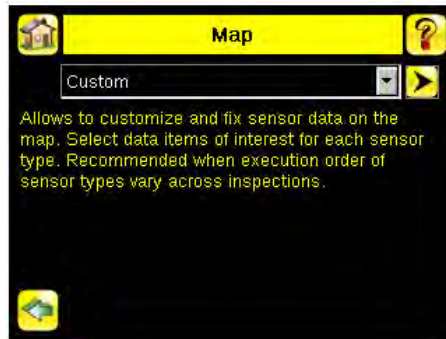 Map
Custom
Allows to customize and fix sensor data on the
map. Select data items of interest for each sensor
type. Recommended when execution order of
sensor types vary across inspections.